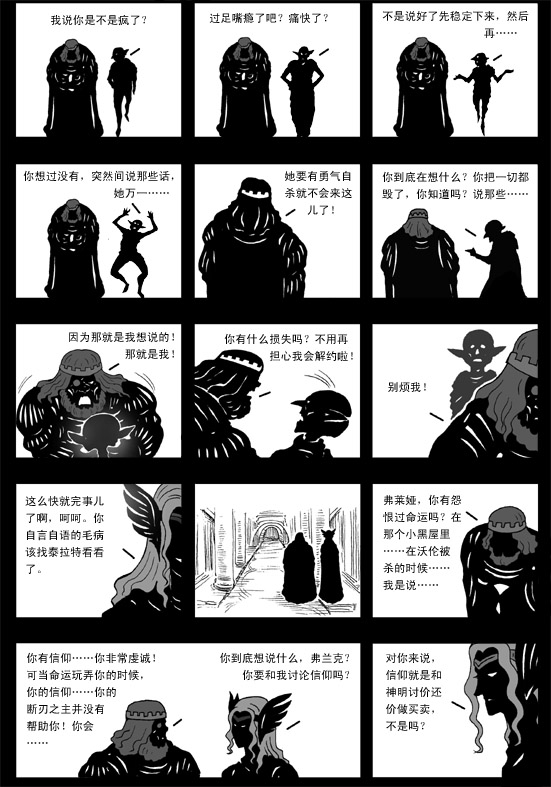 我说你是不是疯了？
过足嘴瘾了吧？痛快了？
不是说好了先稳定下来，然后
再……
你想过没有，突然间说那些话，
她万一……
她要有勇气自
杀就不会来这
儿了！
你到底在想什么？你把一切都
毁了，你知道吗？说那些……
因为那就是我想说的！
那就是我！
你有什么损失吗？不用再
担心我会解约啦！
别烦我！
这么快就完事儿
了啊，呵呵。你
自言自语的毛病
该找泰拉特看看
了。
弗莱娅，你有怨
恨过命运吗？在
那个小黑屋里
……在沃伦被
杀的时候……
我是说……
你有信仰……你非常虔诚！
可当命运玩弄你的时候，
你的信仰……你的
断刃之主并没有
帮助你！你会
……
你到底想说什么，弗兰克？
你要和我讨论信仰吗？
对你来说，
信仰就是和
神明讨价还
价做买卖，
不是吗？